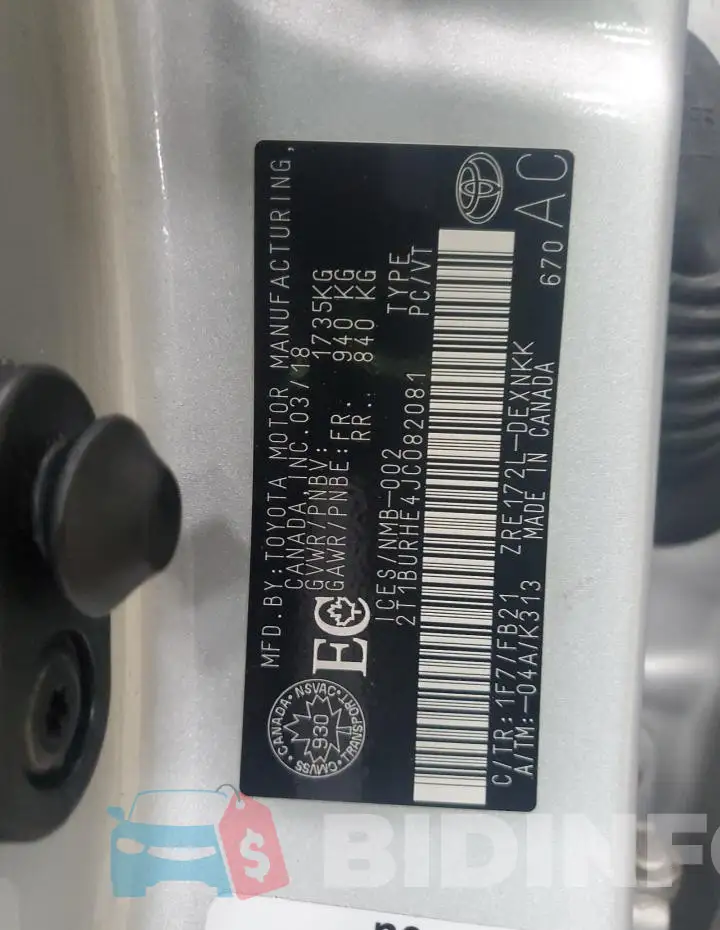 MFD.BY:TOYOTA MOTOR MANUFACTURING,
CANADA, INC.03/18
GVWR/PNBV: 1735KG
GAWR/PNBE:FR. 940 KG
RR. 840 KG
EC
CANADA • NSVAC • TRANSPORT • CMVSS •
930
ICES/NMB-002
2T1BURHE4JC082081 TYPE
PC/VT
C/TR:1F7/FB21 ZRE172L-DEXNKK
A/TM:-04A/K313 MADE IN CANADA
670 AC
$ BIDINFO